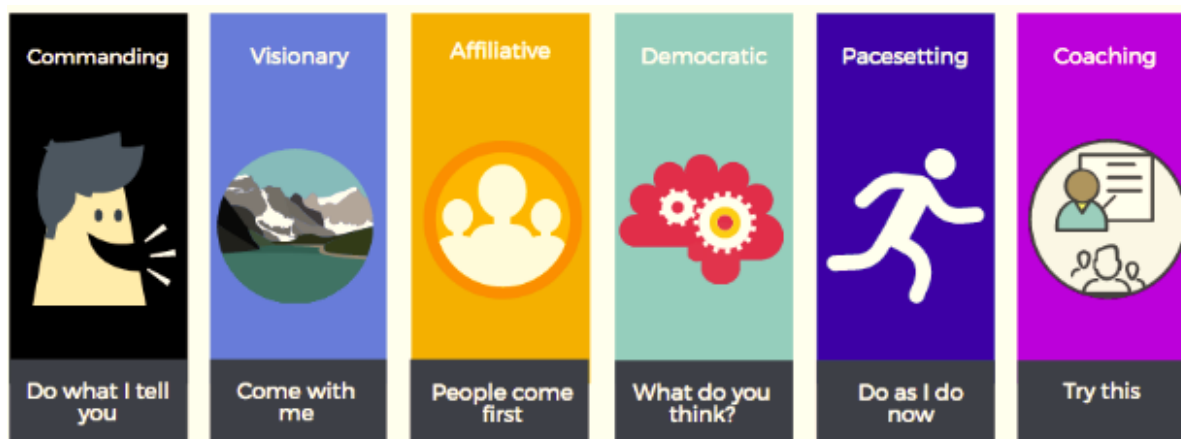 Commanding
Do what I tell
you
Visionary
Come with
me
Affiliative
People come
first
Democratic
What do you
think?
Pacesetting
Do as I do
now
Coaching
Try this